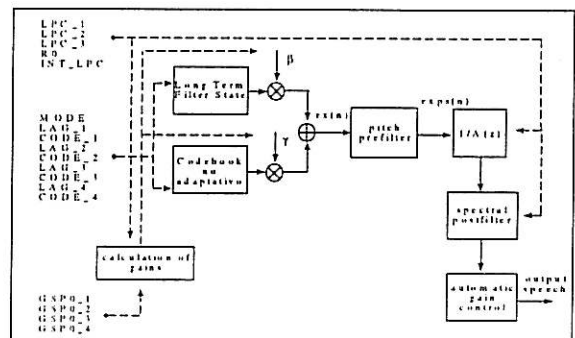 LPC_1
LPC_2
LPC_3
R0
INT_LPC
β
Long Term
Filter State
ex(n)
pitch
prefilter
exps(n)
1/A(z)
MODE
LAG_1
CODE_1
LAG_2
CODE_2
LAG_3
CODE_3
LAG_4
CODE_4
γ
Codebook
no
adaptativo
spectral
postfilter
calculation of
gains
automatic
gain
control
output
speech
GSP0_1
GSP0_2
GSP0_3
GSP0_4